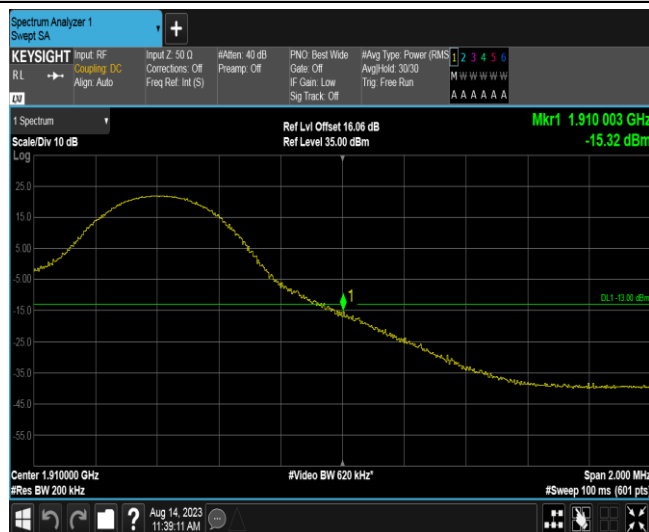 Spectrum Analyzer 1
Swept SA
KEYSIGHT
RL
LXI
Input: RF
Coupling: DC
Align: Auto
Input Z: 50 Ω
Corrections: Off
Freq Ref: Int (S)
#Atten: 40 dB
Preamp: Off
PNO: Best Wide
Gate: Off
IF Gain: Low
Sig Track: Off
#Avg Type: Power (RMS
Avg|Hold: 30/30
Trig: Free Run
1 2 3 4 5 6
M W W W W W
A A A A A A
1 Spectrum
Scale/Div 10 dB
Log
Ref Lvl Offset 16.06 dB
Ref Level 35.00 dBm
Mkr1 1.910 003 GHz
-15.32 dBm
25.0
15.0
5.00
-5.00
1
DL1 -13.00 dBm
-15.0
-25.0
-35.0
-45.0
-55.0
Center 1.910000 GHz
#Res BW 200 kHz
#Video BW 620 kHz*
Span 2.000 MHz
#Sweep 100 ms (601 pts)
?
Aug 14, 2023
11:39:11 AM